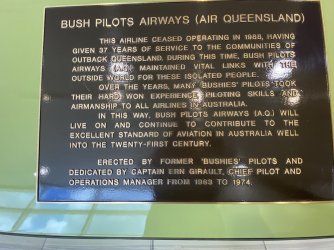 BUSH PILOTS AIRWAYS (AIR QUEENSLAND)
THIS AIRLINE CEASED OPERATING IN 1988, HAVING
GIVEN 37 YEARS OF SERVICE TO THE COMMUNITIES OF
OUTBACK QUEENSLAND. DURING THIS TIME, BUSH PILOTS
AIRWAYS MAINTAINED VITAL LINKS WITH THE
OUTSIDE WORLD FOR THESE ISOLATED PEOPLE.
OVER THE YEARS, MANY 'BUSHIES' PILOTS TOOK
THEIR HARD WON EXPERIENCE, PILOTING SKILLS AND
AIRMANSHIP TO ALL AIRLINES IN AUSTRALIA.
IN THIS WAY, BUSH PILOTS AIRWAYS (A.Q.) WILL
LIVE ON AND CONTINUE TO CONTRIBUTE TO THE
EXCELLENT STANDARD OF AVIATION IN AUSTRALIA WELL
INTO THE TWENTY-FIRST CENTURY.
ERECTED BY FORMER 'BUSHIES' PILOTS AND
DEDICATED BY CAPTAIN ERN GIRAULT, CHIEF PILOT AND
OPERATIONS MANAGER FROM 1963 TO 1974.